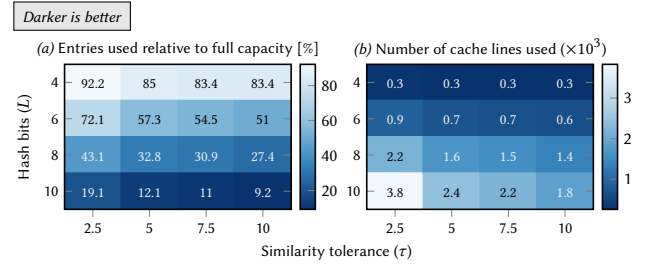 Darker is better
(a) Entries used relative to full capacity [%]
(b) Number of cache lines used (×10³)
Hash bits (L)
4 92.2 85 83.4 83.4
6 72.1 57.3 54.5 51
8 43.1 32.8 30.9 27.4
10 19.1 12.1 11 9.2
2.5 5 7.5 10
80
60
40
20
4 0.3 0.3 0.3 0.3
6 0.9 0.7 0.7 0.6
8 2.2 1.6 1.5 1.4
10 3.8 2.4 2.2 1.8
2.5 5 7.5 10
3
2
1
Similarity tolerance (τ)